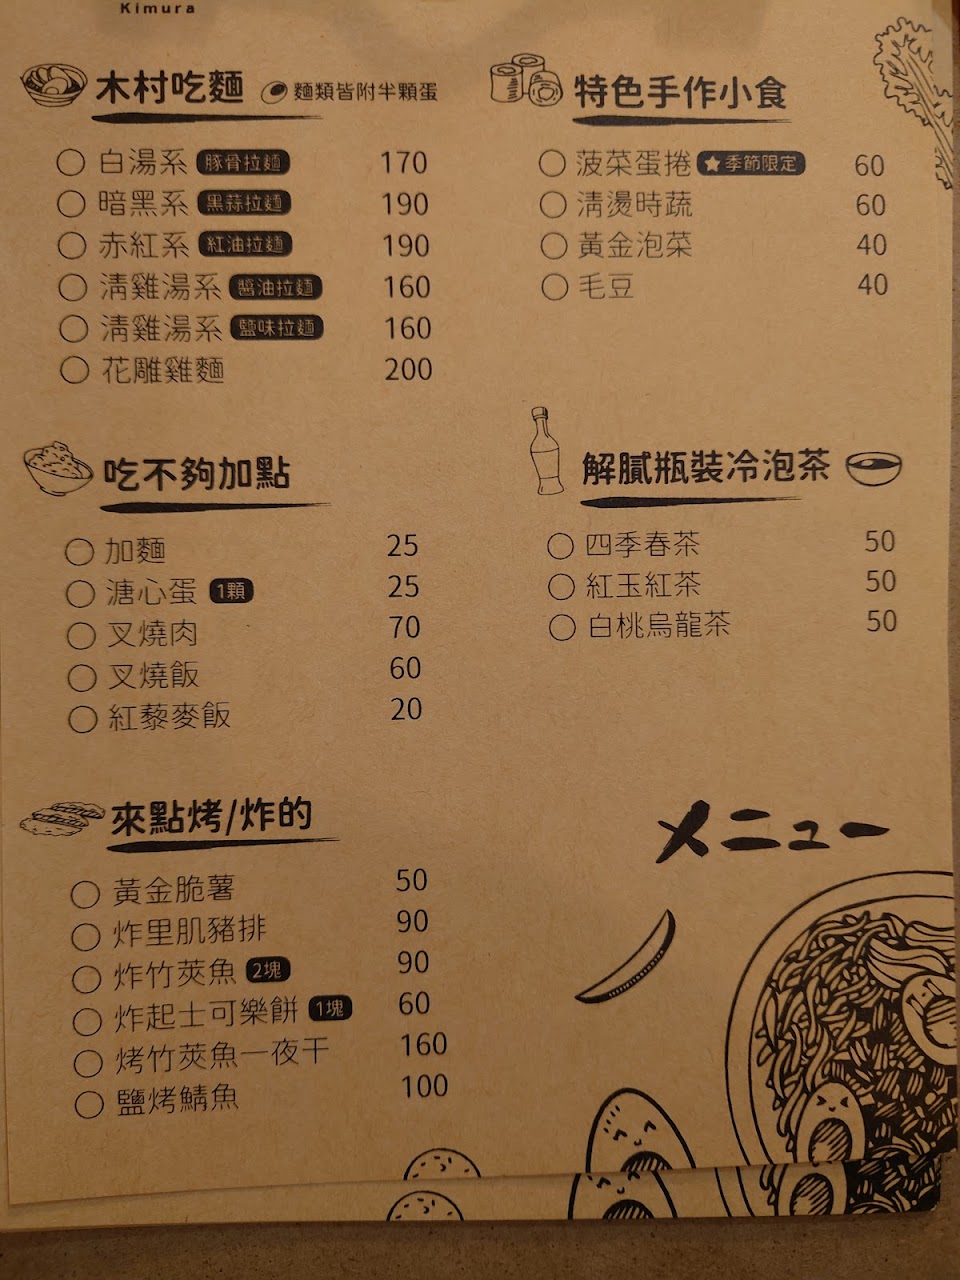 Kimura
木村吃麵 麵類皆附半顆蛋
白湯系 豚骨拉麵 170
暗黑系 黑蒜拉麵 190
赤紅系 紅油拉麵 190
清雞湯系 醬油拉麵 160
清雞湯系 鹽味拉麵 160
花雕雞麵 200
吃不夠加點
加麵 25
溏心蛋 1顆 25
叉燒肉 70
叉燒飯 60
紅藜麥飯 20
來點烤/炸的
黃金脆薯 50
炸里肌豬排 90
炸竹莢魚 2塊 90
炸起士可樂餅 1塊 60
烤竹莢魚一夜干 160
鹽烤鯖魚 100
特色手作小食
菠菜蛋捲 ★季節限定 60
清燙時蔬 60
黃金泡菜 40
毛豆 40
解膩瓶裝冷泡茶
四季春茶 50
紅玉紅茶 50
白桃烏龍茶 50
メニュー